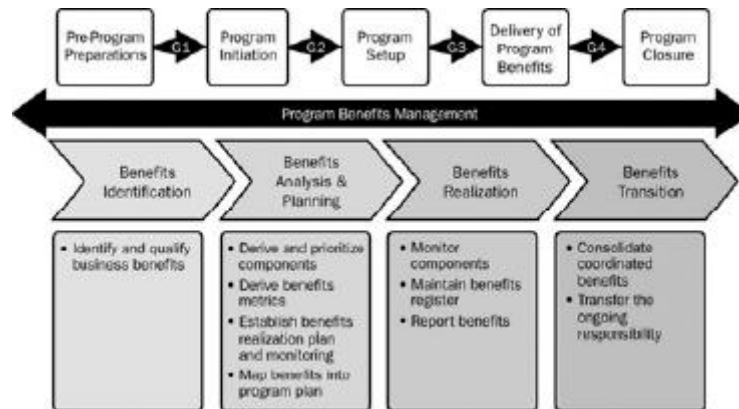 Pre-Program
Preparations
G1
Program
Initiation
G2
Program
Setup
G3
Delivery of
Program
Benefits
G4
Program
Closure
Program Benefits Management
Benefits
Identification
Benefits
Analysis &
Planning
Benefits
Realization
Benefits
Transition
• Identify and qualify
business benefits
• Derive and prioritize
components
• Derive benefits
metrics
• Establish benefits
realization plan
and monitoring
• Map benefits into
program plan
• Monitor
components
• Maintain benefits
register
• Report benefits
• Consolidate
coordinated
benefits
• Transfer the
ongoing
responsibility